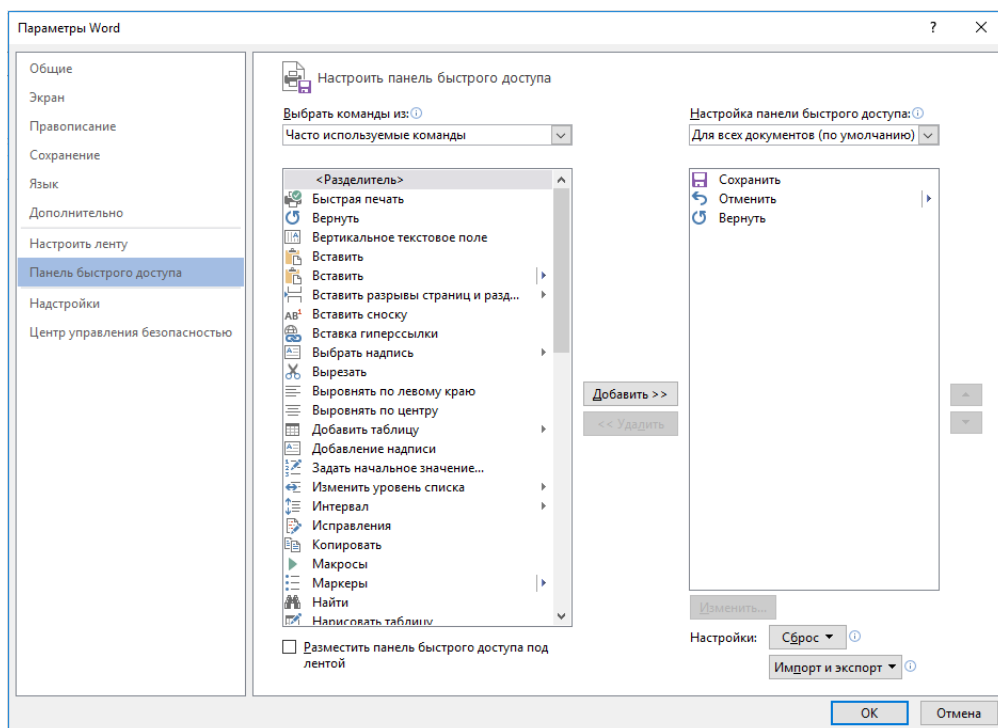 Параметры Word
?
Общие
Экран
Правописание
Сохранение
Язык
Дополнительно
Настроить ленту
Панель быстрого доступа
Надстройки
Центр управления безопасностью
Настроить панель быстрого доступа
Выбрать команды из:
Часто используемые команды
<Разделитель>
Быстрая печать
Вернуть
Вертикальное текстовое поле
Вставить
Вставить
Вставить разрывы страниц и разд...
AB¹ Вставить сноску
Вставка гиперссылки
Выбрать надпись
Вырезать
Выровнять по левому краю
Выровнять по центру
Добавить таблицу
Добавление надписи
Задать начальное значение...
Изменить уровень списка
Интервал
Исправления
Копировать
Макросы
Маркеры
Найти
Нарисовать таблицу
Разместить панель быстрого доступа под
лентой
Добавить >>
<< Удалить
Настройка панели быстрого доступа:
Для всех документов (по умолчанию)
Сохранить
Отменить
Вернуть
Изменить...
Настройки: Сброс
Импорт и экспорт
ОК
Отмена